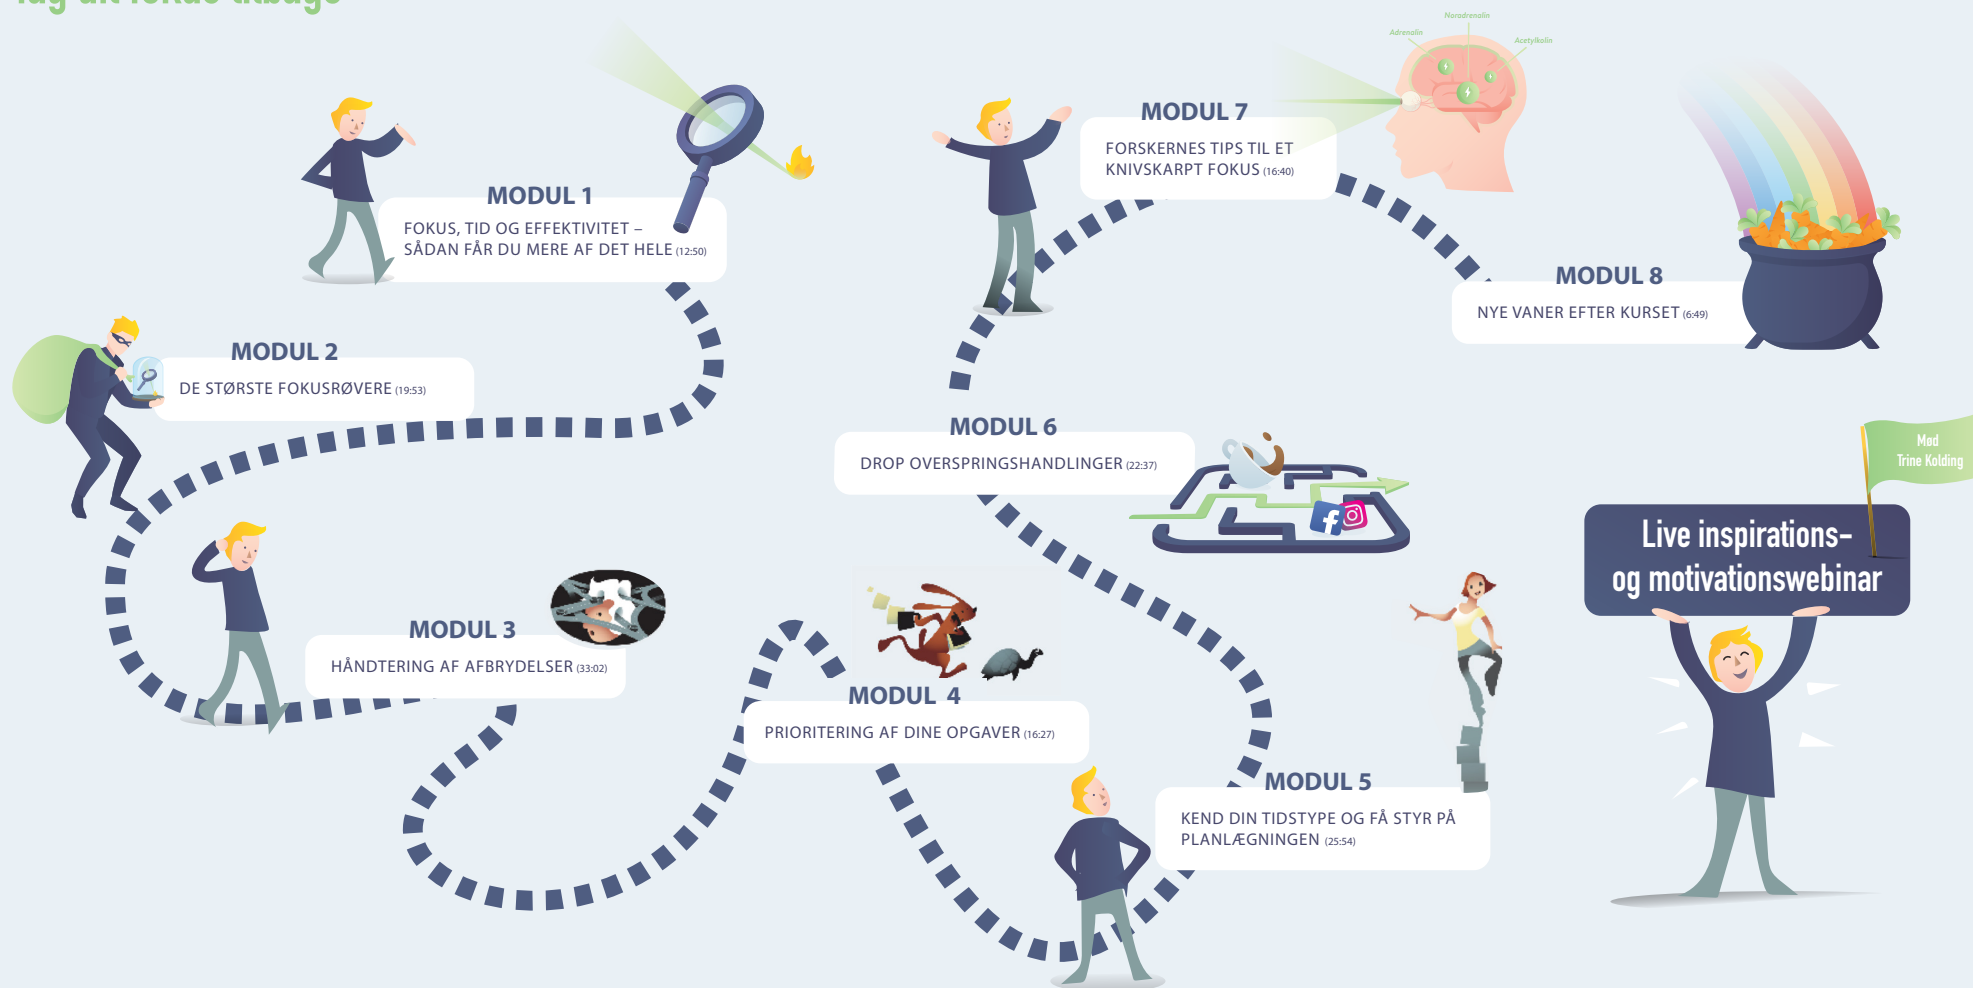 MODUL 1
FOKUS, TID OG EFFEKTIVITET –
SÅDAN FÅR DU MERE AF DET HELE (12:50)
MODUL 2
DE STØRSTE FOKUSRØVERE (19:53)
MODUL 3
HÅNDTERING AF AFBRYDELSER (33:02)
MODUL 4
PRIORITERING AF DINE OPGAVER (16:27)
MODUL 5
KEND DIN TIDSTYPE OG FÅ STYR PÅ
PLANLÆGNINGEN (25:54)
MODUL 6
DROP OVERSPRINGSHANDLINGER (22:37)
MODUL 7
FORSKERNES TIPS TIL ET
KNIVSKARPT FOKUS (16:40)
Adrenalin
Noradrenalin
Acetylkolin
MODUL 8
NYE VANER EFTER KURSET (6:49)
Mød
Trine Kolding
Live inspirations-
og motivationswebinar